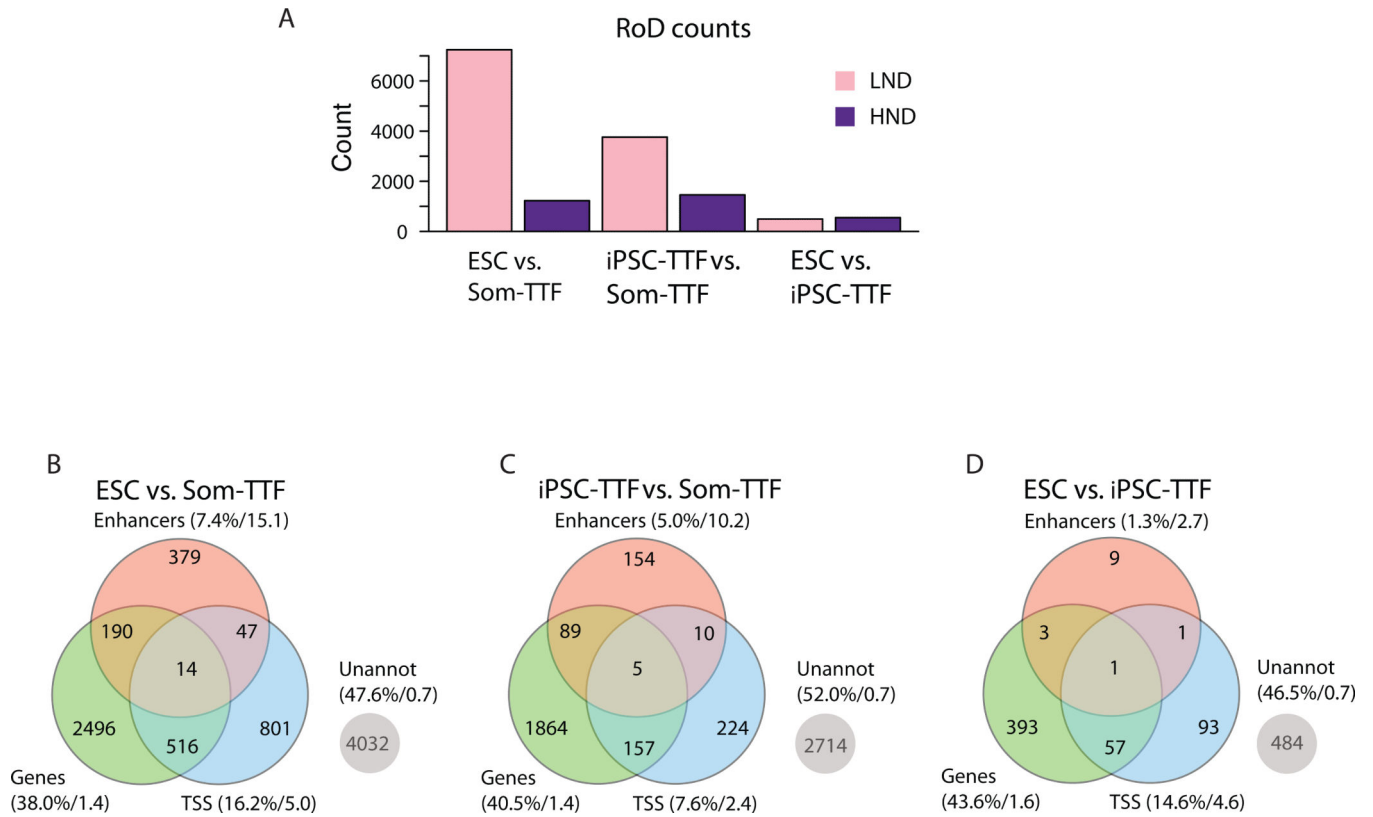 A
RoD counts
Count
6000
4000
2000
0
LND
HND
ESC vs.
Som-TTF
iPSC-TTF vs.
Som-TTF
ESC vs.
iPSC-TTF
B
ESC vs. Som-TTF
Enhancers (7.4%/15.1)
379
190
47
14
2496
516
801
Unannot
(47.6%/0.7)
4032
Genes
(38.0%/1.4)
TSS (16.2%/5.0)
C
iPSC-TTF vs. Som-TTF
Enhancers (5.0%/10.2)
154
89
10
5
1864
157
224
Unannot
(52.0%/0.7)
2714
Genes
(40.5%/1.4)
TSS (7.6%/2.4)
D
ESC vs. iPSC-TTF
Enhancers (1.3%/2.7)
9
3
1
1
393
57
93
Unannot
(46.5%/0.7)
484
Genes
(43.6%/1.6)
TSS (14.6%/4.6)